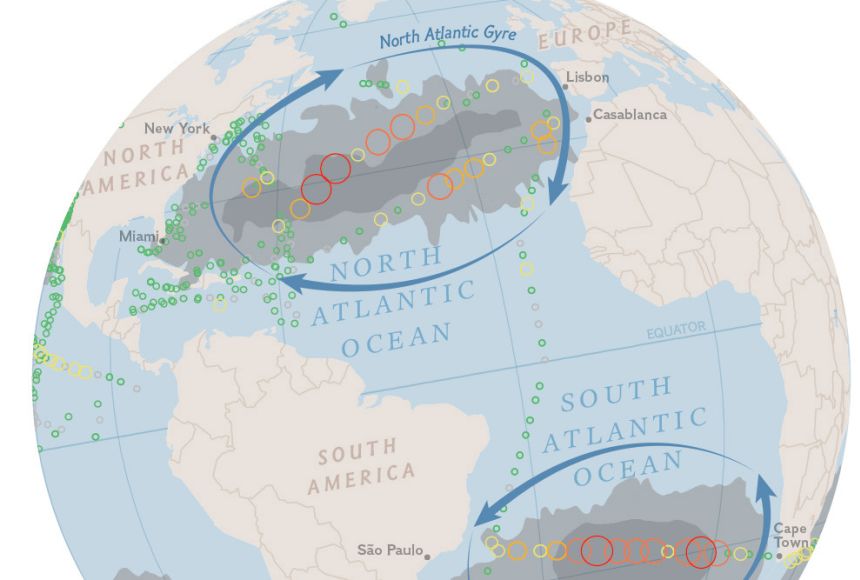 North Atlantic Gyre
EUROPE
Lisbon
Casablanca
New York
NORTH
AMERICA
Miami
NORTH
ATLANTIC
OCEAN
EQUATOR
SOUTH
ATLANTIC
OCEAN
SOUTH
AMERICA
São Paulo
Cape
Town